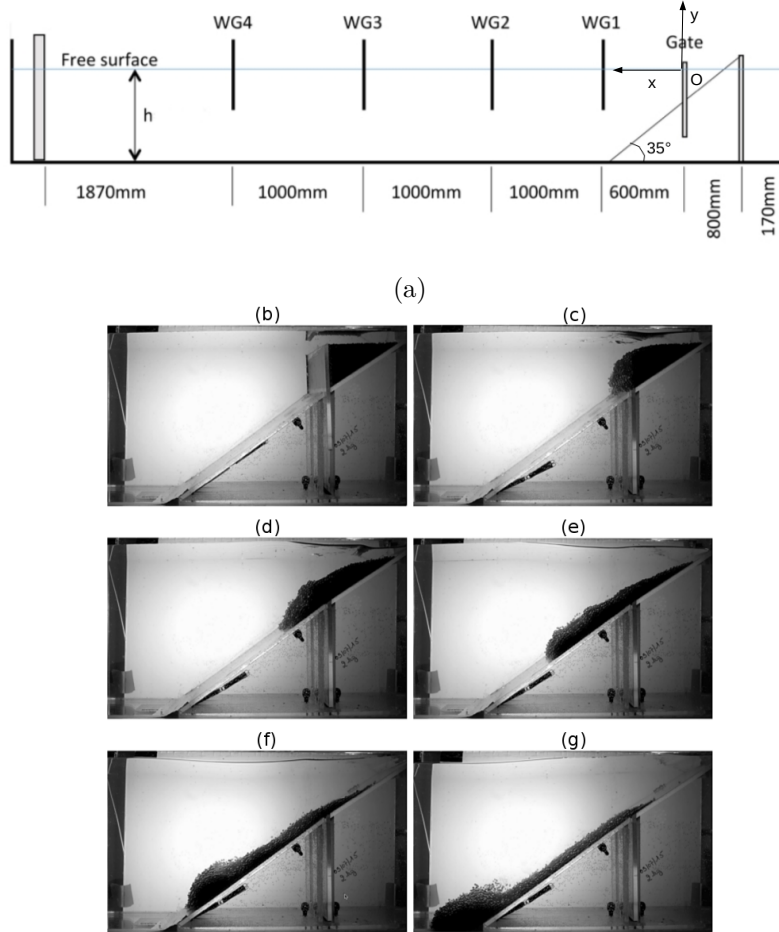 WG4 WG3 WG2 WG1 y
Gate
Free surface
x O
h
35°
1870mm 1000mm 1000mm 1000mm 600mm 800mm 170mm
(a)
(b) (c)
(d) (e)
(f) (g)